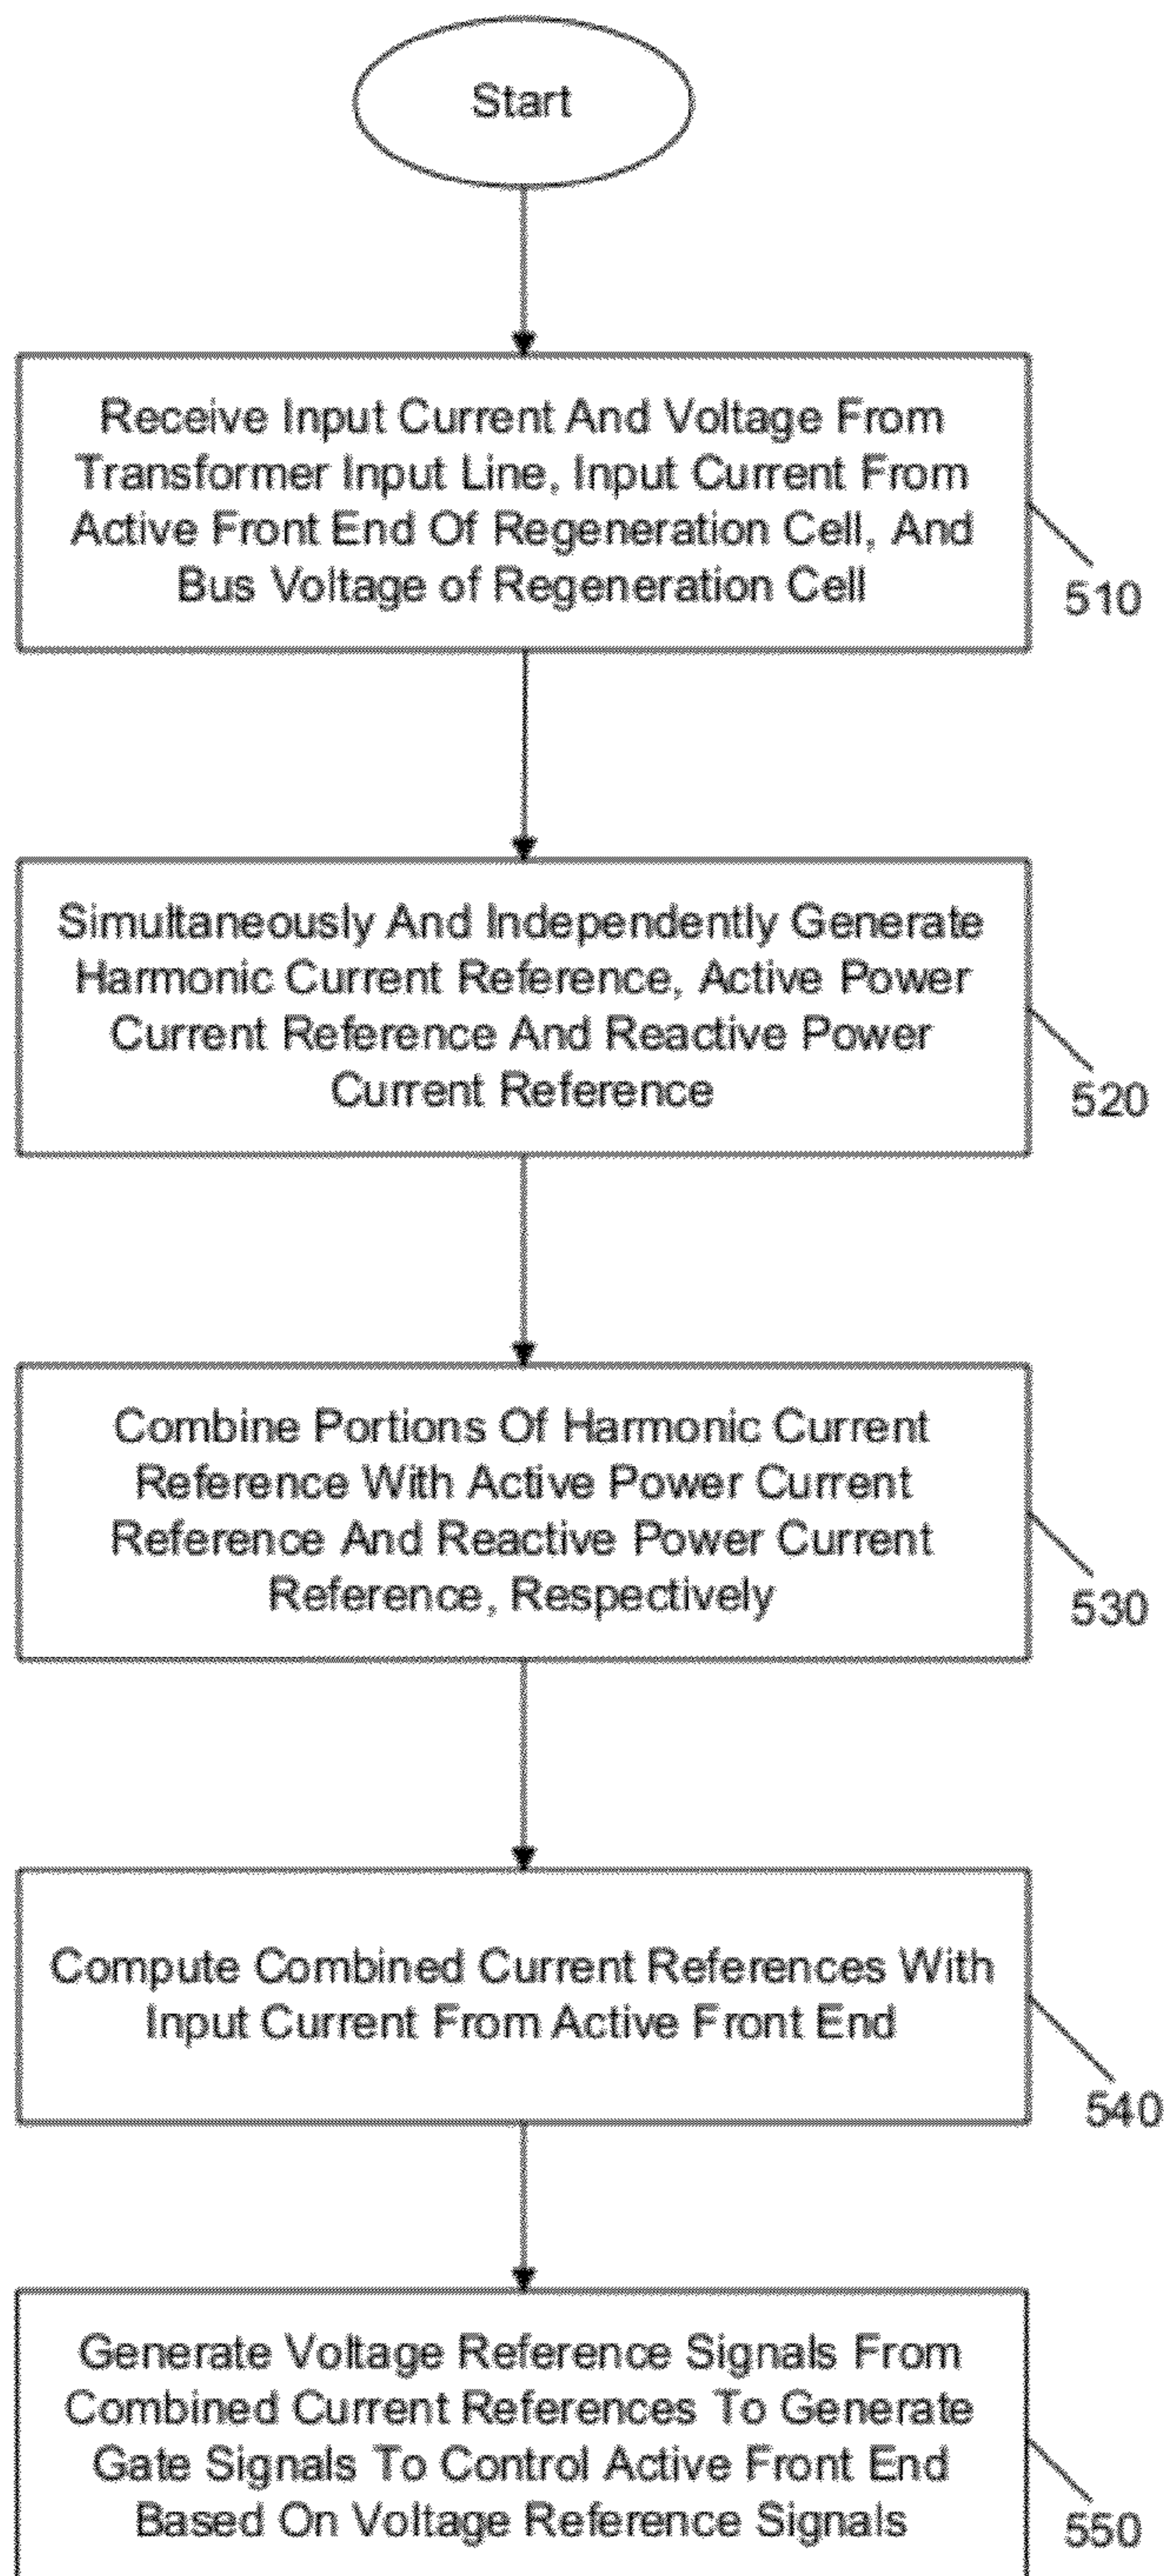 Start
Receive Input Current And Voltage From
Transformer Input Line, Input Current From
Active Front End Of Regeneration Cell, And
Bus Voltage of Regeneration Cell
510
Simultaneously And Independently Generate
Harmonic Current Reference, Active Power
Current Reference And Reactive Power
Current Reference
520
Combine Portions Of Harmonic Current
Reference With Active Power Current
Reference And Reactive Power Current
Reference, Respectively
530
Compute Combined Current References With
Input Current From Active Front End
540
Generate Voltage Reference Signals From
Combined Current References To Generate
Gate Signals To Control Active Front End
Based On Voltage Reference Signals
550